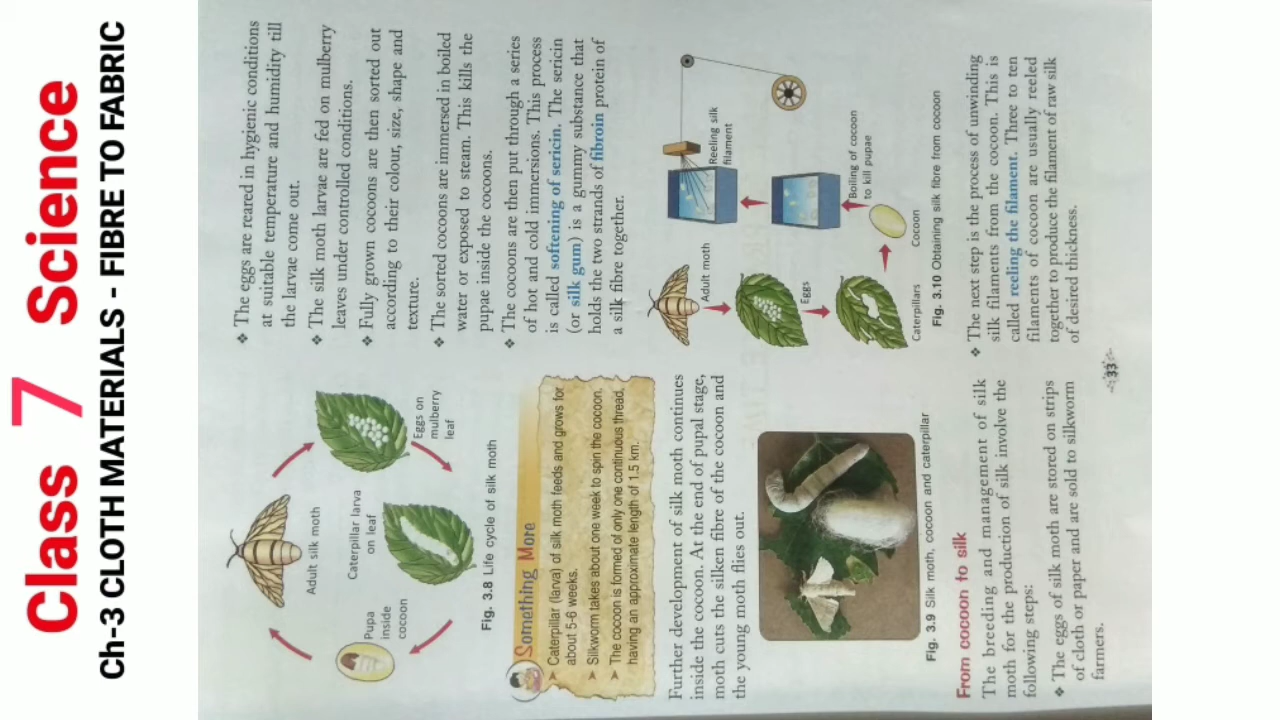 Class 7 Science
Ch-3 CLOTH MATERIALS - FIBRE TO FABRIC
Adult silk moth
Eggs on
mulberry
leaf
Caterpillar larva
on leaf
Pupa
inside
cocoon
Fig. 3.8 Life cycle of silk moth
Something More
➤ Caterpillar (larva) of silk moth feeds and grows for
about 5-6 weeks.
➤ Silkworm takes about one week to spin the cocoon.
➤ The cocoon is formed of only one continuous thread,
having an approximate length of 1.5 km.
Further development of silk moth continues
inside the cocoon. At the end of pupal stage,
moth cuts the silken fibre of the cocoon and
the young moth flies out.
Fig. 3.9 Silk moth, cocoon and caterpillar
From cocoon to silk
The breeding and management of silk
moth for the production of silk involve the
following steps:
❖ The eggs of silk moth are stored on strips
of cloth or paper and are sold to silkworm
farmers.
❖ The eggs are reared in hygienic conditions
at suitable temperature and humidity till
the larvae come out.
❖ The silk moth larvae are fed on mulberry
leaves under controlled conditions.
❖ Fully grown cocoons are then sorted out
according to their colour, size, shape and
texture.
❖ The sorted cocoons are immersed in boiled
water or exposed to steam. This kills the
pupae inside the cocoons.
❖ The cocoons are then put through a series
of hot and cold immersions. This process
is called softening of sericin. The sericin
(or silk gum) is a gummy substance that
holds the two strands of fibroin protein of
a silk fibre together.
Adult moth
Eggs
Caterpillars
Cocoon
Boiling of cocoon
to kill pupae
Reeling silk
filament
Fig. 3.10 Obtaining silk fibre from cocoon
❖ The next step is the process of unwinding
silk filaments from the cocoon. This is
called reeling the filament. Three to ten
filaments of cocoon are usually reeled
together to produce the filament of raw silk
of desired thickness.
33